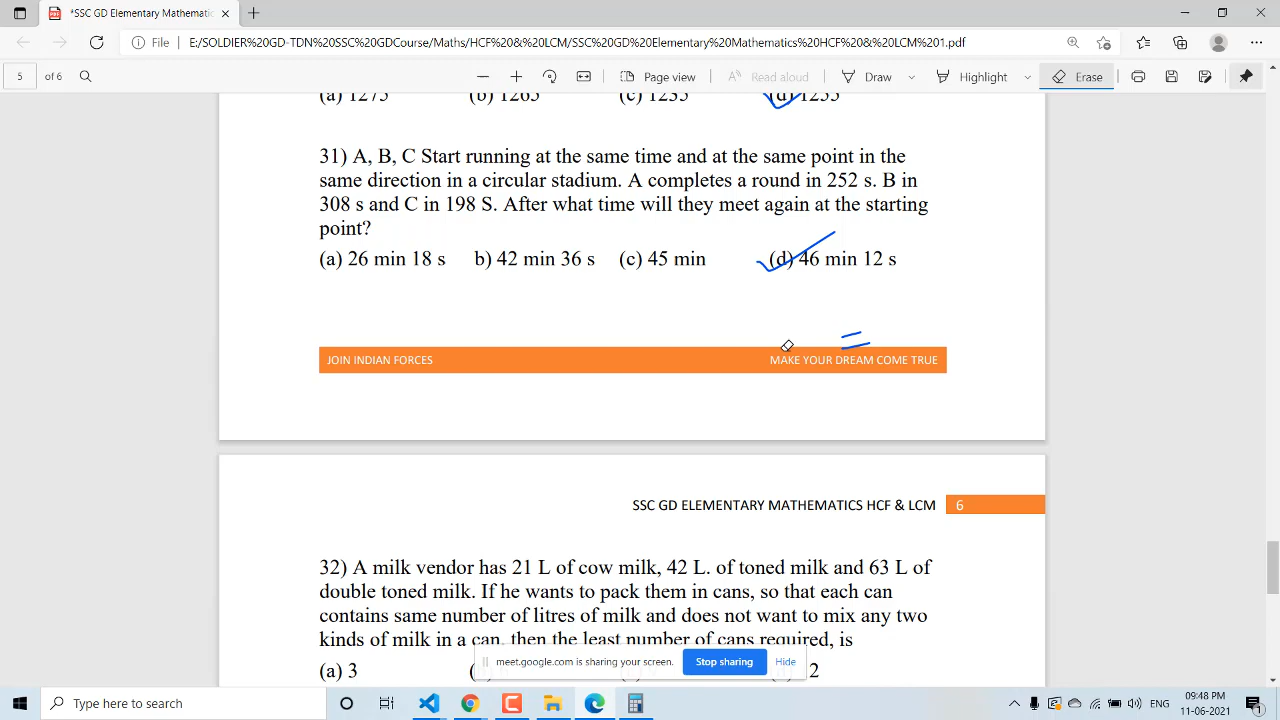 *SSC GD Elementary Mathematic
File E:/SOLDIER%20GD-TDN%20SSC%20GDCourse/Maths/HCF%20&%20LCM/SSC%20GD%20Elementary%20Mathematics%20HCF%20&%20LCM%201.pdf
5 of 6 Page view Read aloud Draw Highlight Erase
(a) 1275 (b) 1265 (c) 1235 (d) 1255
31) A, B, C Start running at the same time and at the same point in the
same direction in a circular stadium. A completes a round in 252 s. B in
308 s and C in 198 S. After what time will they meet again at the starting
point?
(a) 26 min 18 s b) 42 min 36 s (c) 45 min (d) 46 min 12 s
=
JOIN INDIAN FORCES MAKE YOUR DREAM COME TRUE
SSC GD ELEMENTARY MATHEMATICS HCF & LCM 6
32) A milk vendor has 21 L of cow milk, 42 L. of toned milk and 63 L of
double toned milk. If he wants to pack them in cans, so that each can
contains same number of litres of milk and does not want to mix any two
kinds of milk in a can, then the least number of cans required, is
(a) 3 2
meet.google.com is sharing your screen. Stop sharing Hide
Type here to search ENG 09:48 PM
11-06-2021